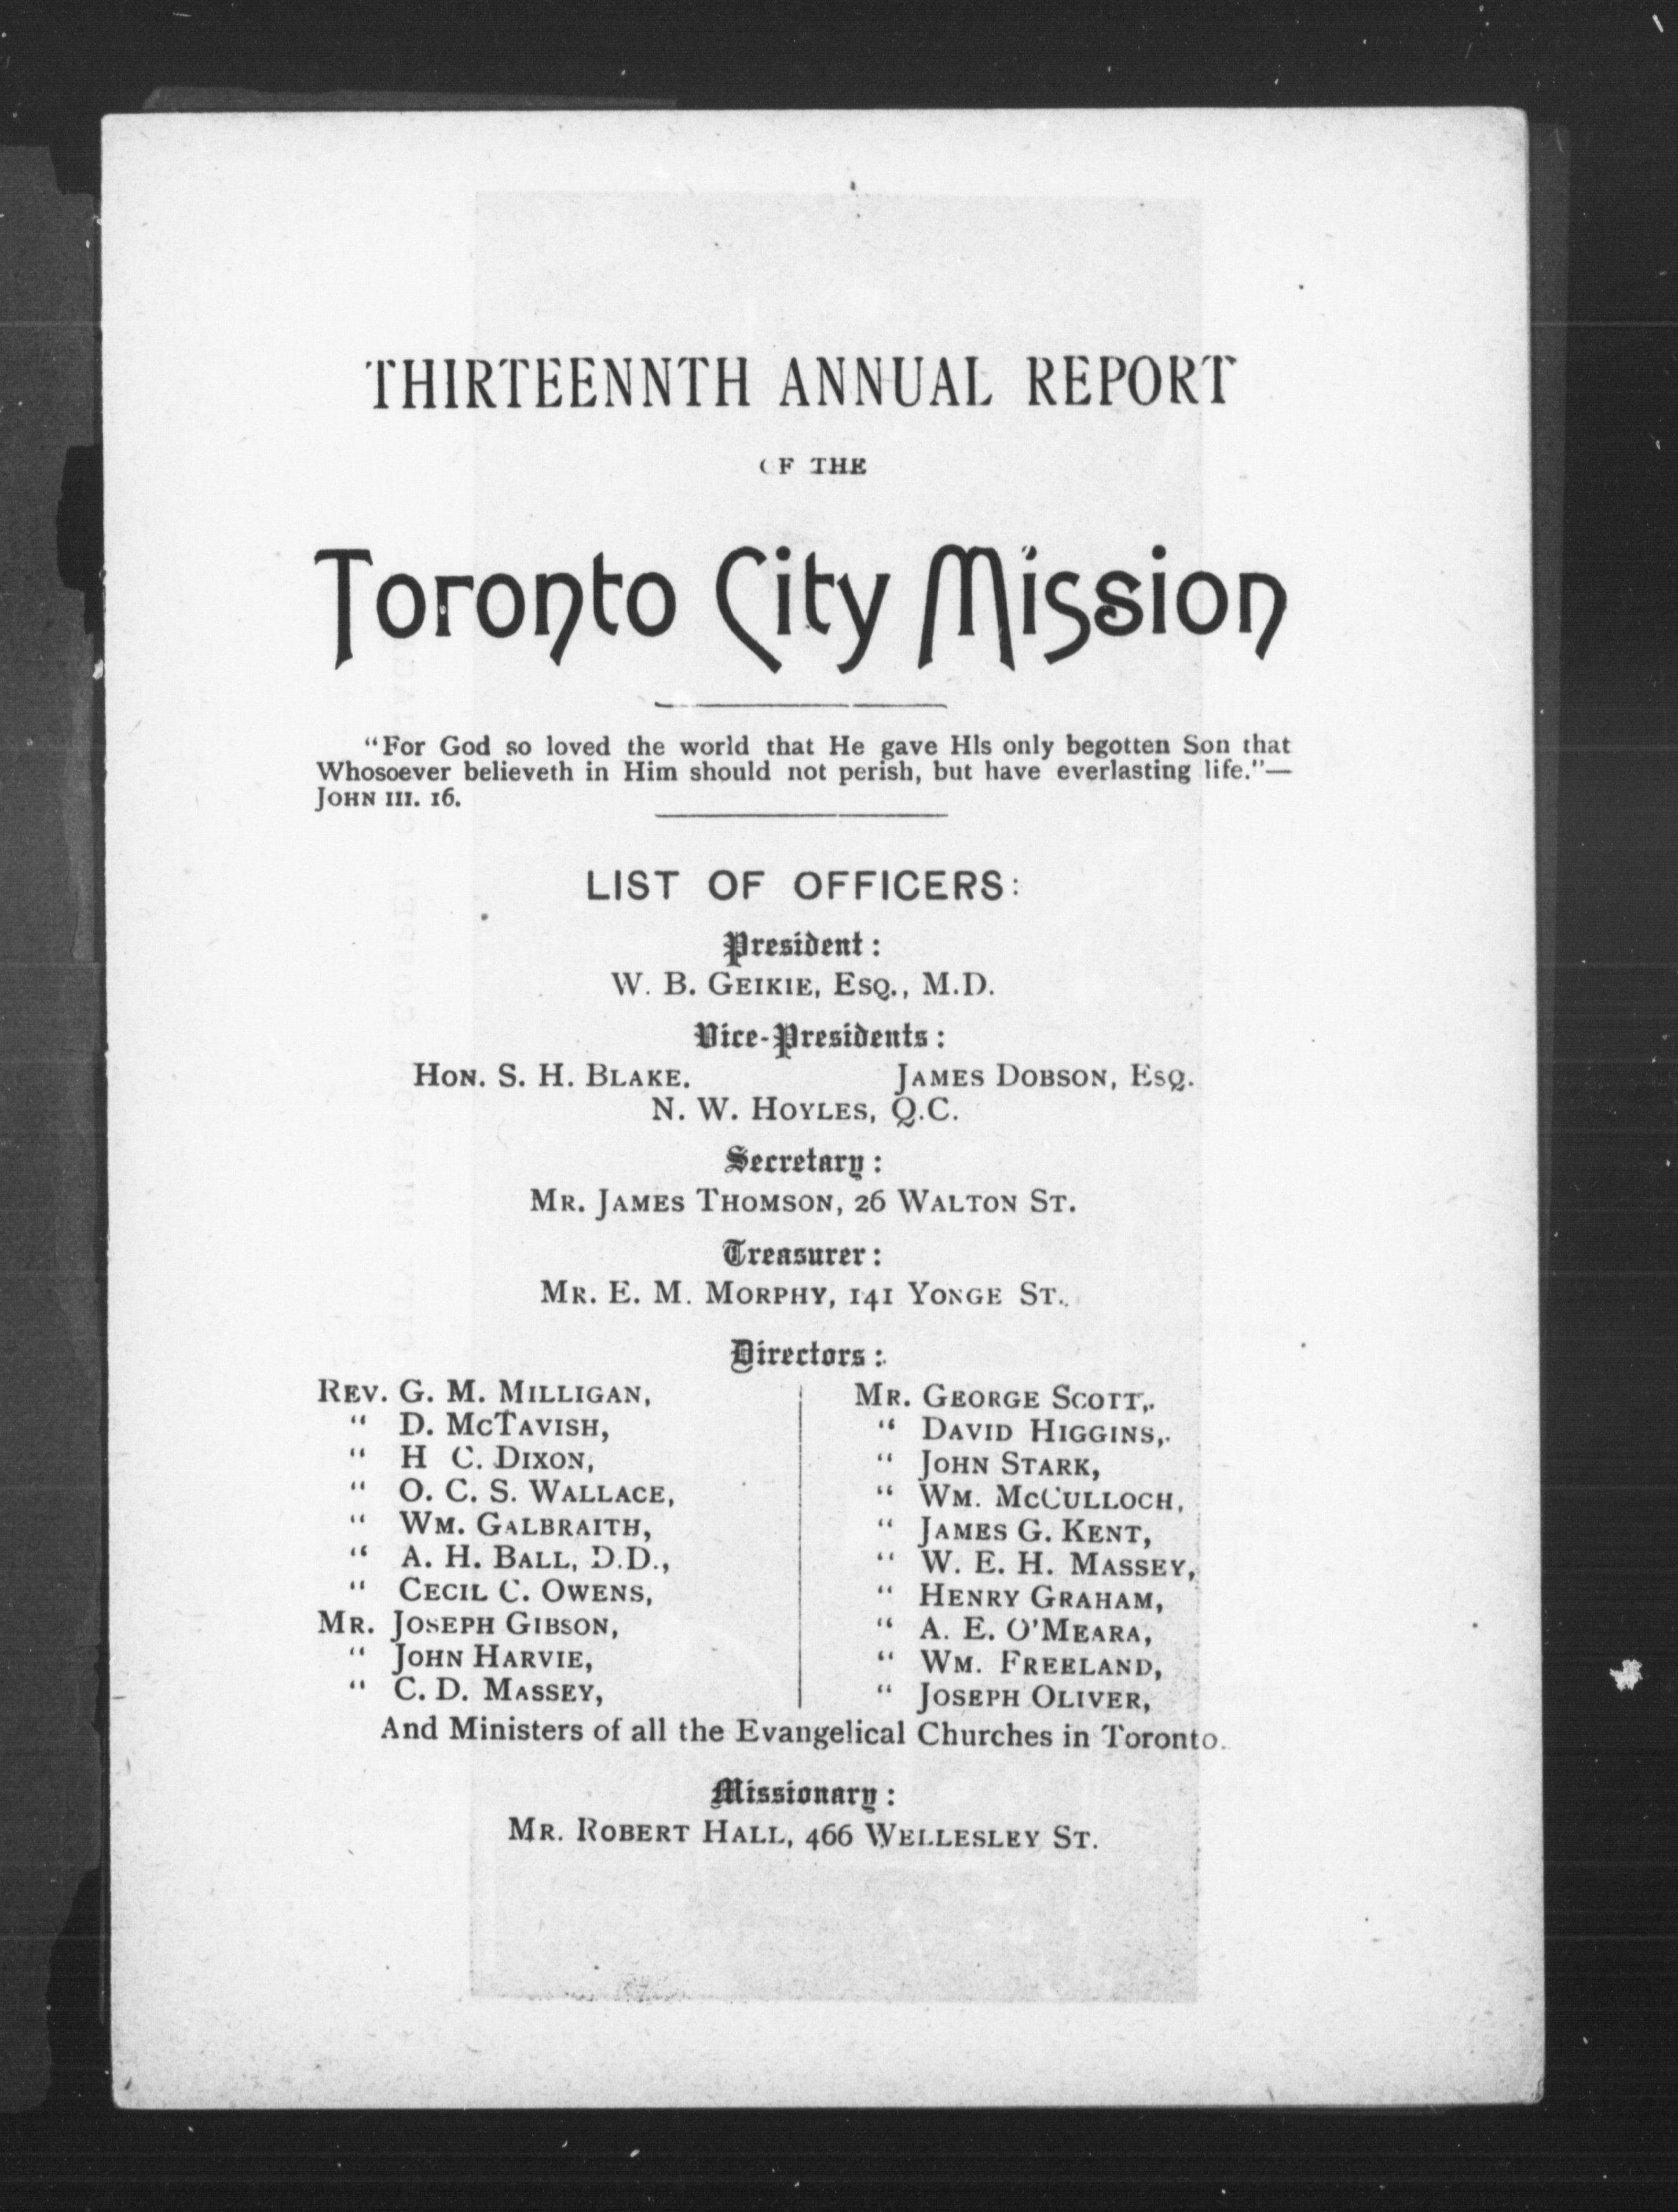 THIRTEENNTH ANNUAL REPORT
OF THE
Toronto City Mission
"For God so loved the world that He gave HIs only begotten Son that
Whosoever believeth in Him should not perish, but have everlasting life."—
JOHN III. 16.
LIST OF OFFICERS:
President:
W. B. GEIKIE, ESQ., M.D.
Vice-Presidents:
HON. S. H. BLAKE. JAMES DOBSON, ESQ.
N. W. HOYLES, Q.C.
Secretary:
MR. JAMES THOMSON, 26 WALTON ST.
Treasurer:
MR. E. M. MORPHY, 141 YONGE ST.
Directors:
REV. G. M. MILLIGAN,
" D. MCTAVISH,
" H C. DIXON,
" O. C. S. WALLACE,
" WM. GALBRAITH,
" A. H. BALL, D.D.,
" CECIL C. OWENS,
MR. JOSEPH GIBSON,
" JOHN HARVIE,
" C. D. MASSEY,
MR. GEORGE SCOTT,
" DAVID HIGGINS,
" JOHN STARK,
" WM. MCCULLOCH,
" JAMES G. KENT,
" W. E. H. MASSEY,
" HENRY GRAHAM,
" A. E. O'MEARA,
" WM. FREELAND,
" JOSEPH OLIVER,
And Ministers of all the Evangelical Churches in Toronto.
Missionary:
MR. ROBERT HALL, 466 WELLESLEY ST.